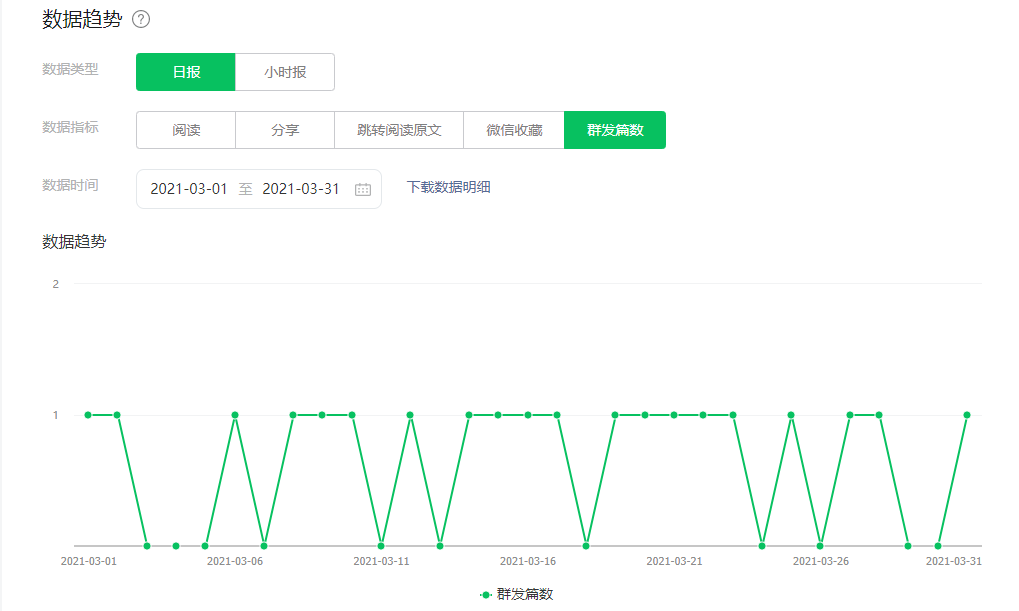 数据趋势 ?
数据类型 日报 小时报
数据指标 阅读 分享 跳转阅读原文 微信收藏 群发篇数
数据时间 2021-03-01 至 2021-03-31 下载数据明细
数据趋势
2
1
2021-03-01 2021-03-06 2021-03-11 2021-03-16 2021-03-21 2021-03-26 2021-03-31
群发篇数